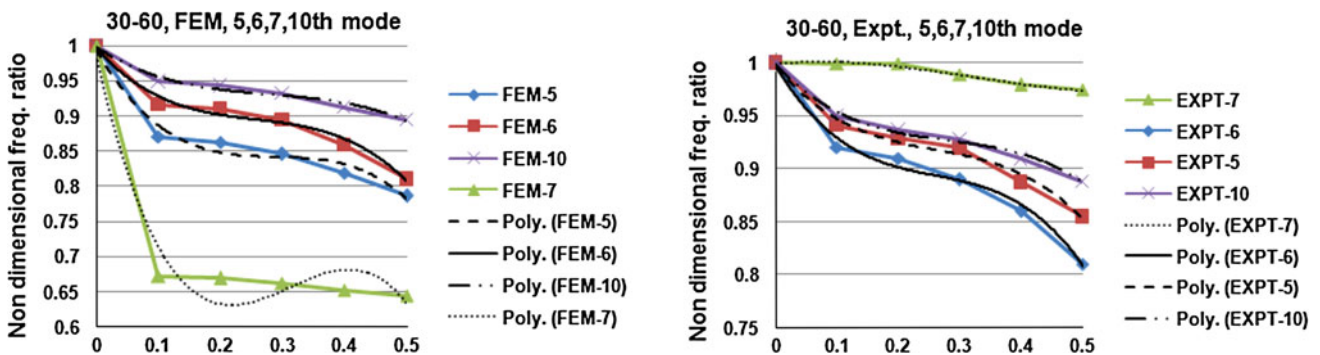 30-60, FEM, 5,6,7,10th mode
Non dimensional freq. ratio
1
0.95
0.9
0.85
0.8
0.75
0.7
0.65
0.6
0 0.1 0.2 0.3 0.4 0.5
FEM-5
FEM-6
FEM-10
FEM-7
Poly. (FEM-5)
Poly. (FEM-6)
Poly. (FEM-10)
Poly. (FEM-7)
30-60, Expt., 5,6,7,10th mode
Non dimensional freq. ratio
1
0.95
0.9
0.85
0.8
0.75
0 0.1 0.2 0.3 0.4 0.5
EXPT-7
EXPT-6
EXPT-5
EXPT-10
Poly. (EXPT-7)
Poly. (EXPT-6)
Poly. (EXPT-5)
Poly. (EXPT-10)